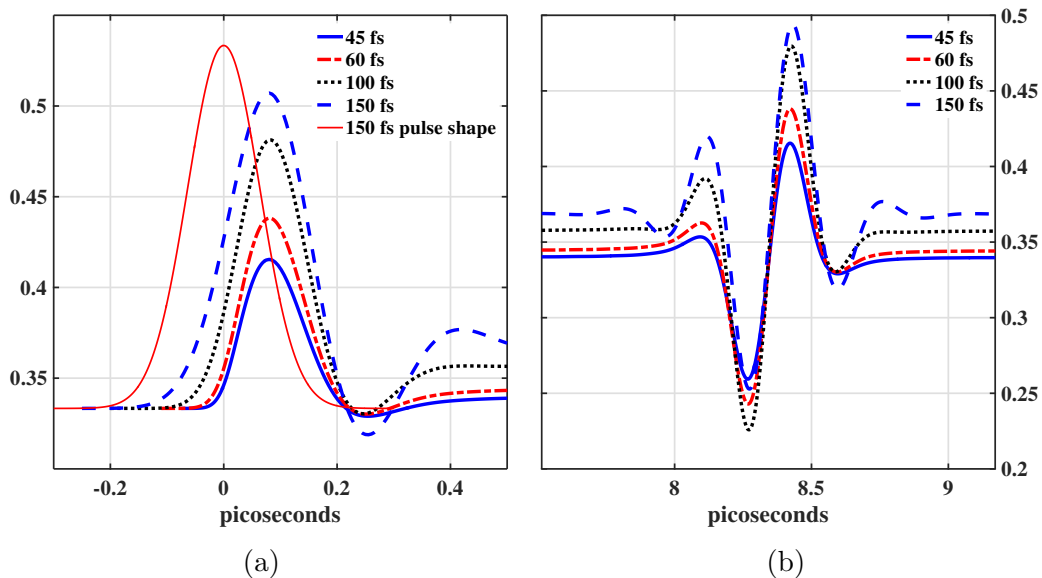 45 fs
60 fs
100 fs
150 fs
150 fs pulse shape
0.5
0.45
0.4
0.35
-0.2
0
0.2
0.4
picoseconds
(a)
45 fs
60 fs
100 fs
150 fs
0.5
0.45
0.4
0.35
0.3
0.25
0.2
8
8.5
9
picoseconds
(b)